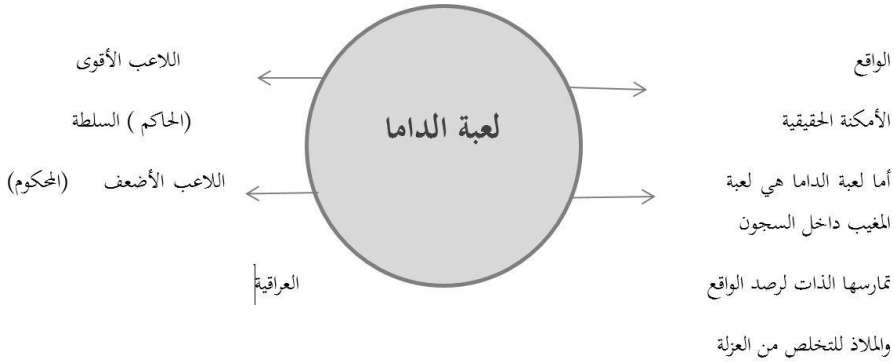 لعبة الداما
الواقع
اللاعب الأقوى
الأمكنة الحقيقية
(الحاكم ) السلطة
أما لعبة الداما هي لعبة
اللاعب الأضعف (المحكوم)
المغيب داخل السجون
تمارسها الذات لرصد الواقع
العراقية
والملاذ للتخلص من العزلة